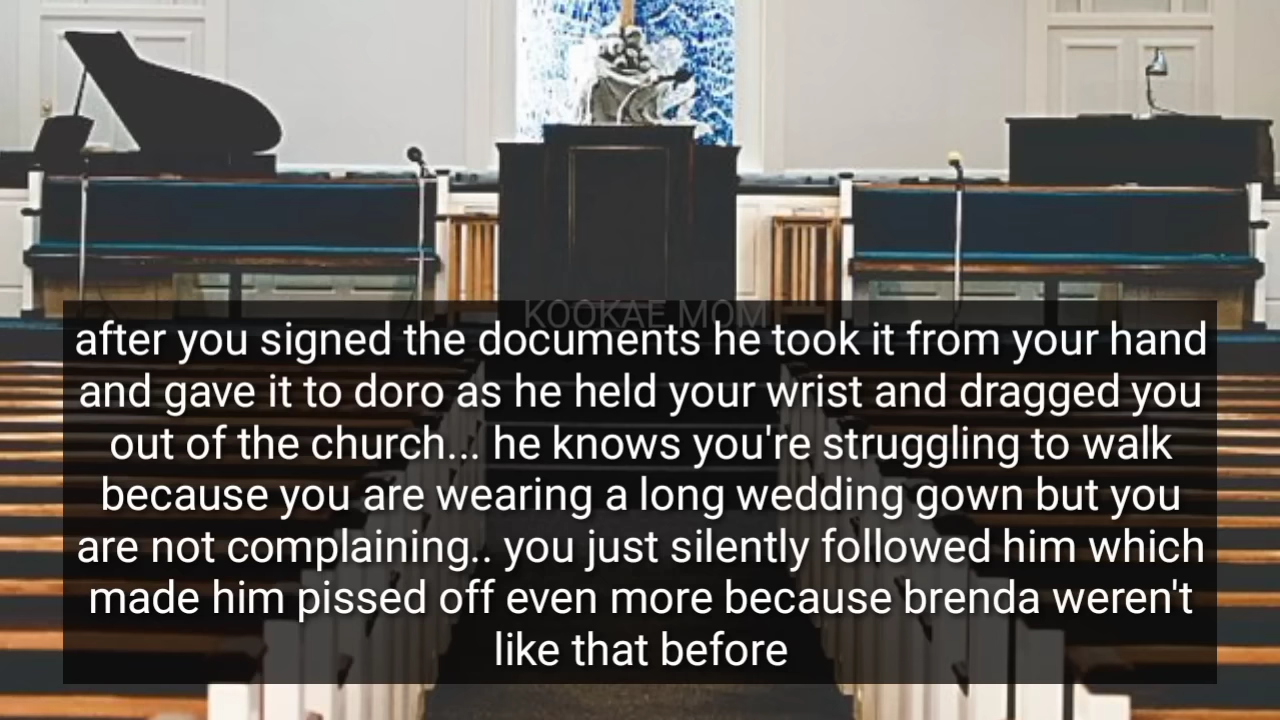 KOOKAE MOM
after you signed the documents he took it from your hand
and gave it to doro as he held your wrist and dragged you
out of the church... he knows you're struggling to walk
because you are wearing a long wedding gown but you
are not complaining.. you just silently followed him which
made him pissed off even more because brenda weren't
like that before